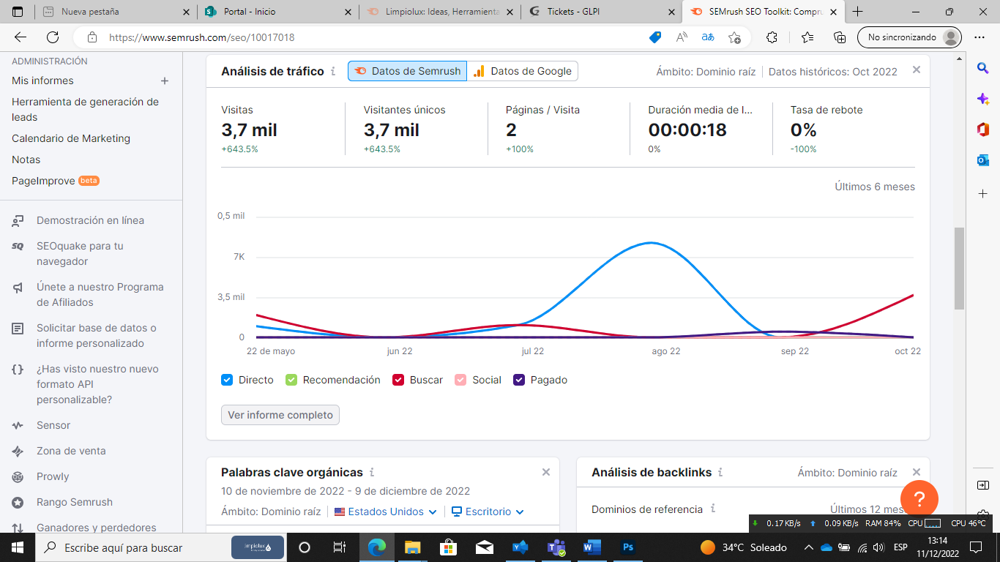 Nueva pestaña
Portal - Inicio
Limpiolux: Ideas, Herramienta
Tickets - GLPI
SEMrush SEO Toolkit: Compru
https://www.semrush.com/seo/10017018
No sincronizando
ADMINISTRACIÓN
Mis informes
Herramienta de generación de
leads
Calendario de Marketing
Notas
PageImprove beta
Demostración en línea
SEOquake para tu
navegador
Únete a nuestro Programa
de Afiliados
Solicitar base de datos o
informe personalizado
¿Has visto nuestro nuevo
formato API
personalizable?
Sensor
Zona de venta
Prowly
Rango Semrush
Ganadores y perdedores
Análisis de tráfico
Datos de Semrush
Datos de Google
Ámbito: Dominio raíz
Datos históricos: Oct 2022
Visitas
3,7 mil
+643.5%
Visitantes únicos
3,7 mil
+643.5%
Páginas / Visita
2
+100%
Duración media de l...
00:00:18
0%
Tasa de rebote
0%
-100%
Últimos 6 meses
0,5 mil
7K
3,5 mil
0
22 de mayo
jun 22
jul 22
ago 22
sep 22
oct 22
Directo
Recomendación
Buscar
Social
Pagado
Ver informe completo
Palabras clave orgánicas
10 de noviembre de 2022 - 9 de diciembre de 2022
Ámbito: Dominio raíz
Estados Unidos
Escritorio
Análisis de backlinks
Ámbito: Dominio raíz
Dominios de referencia
Últimos 12 mes
?
0.17 KB/s
0.09 KB/s
RAM 84%
CPU
CPU 46°C
Escribe aquí para buscar
limpiolux
34°C Soleado
ESP
13:14
11/12/2022